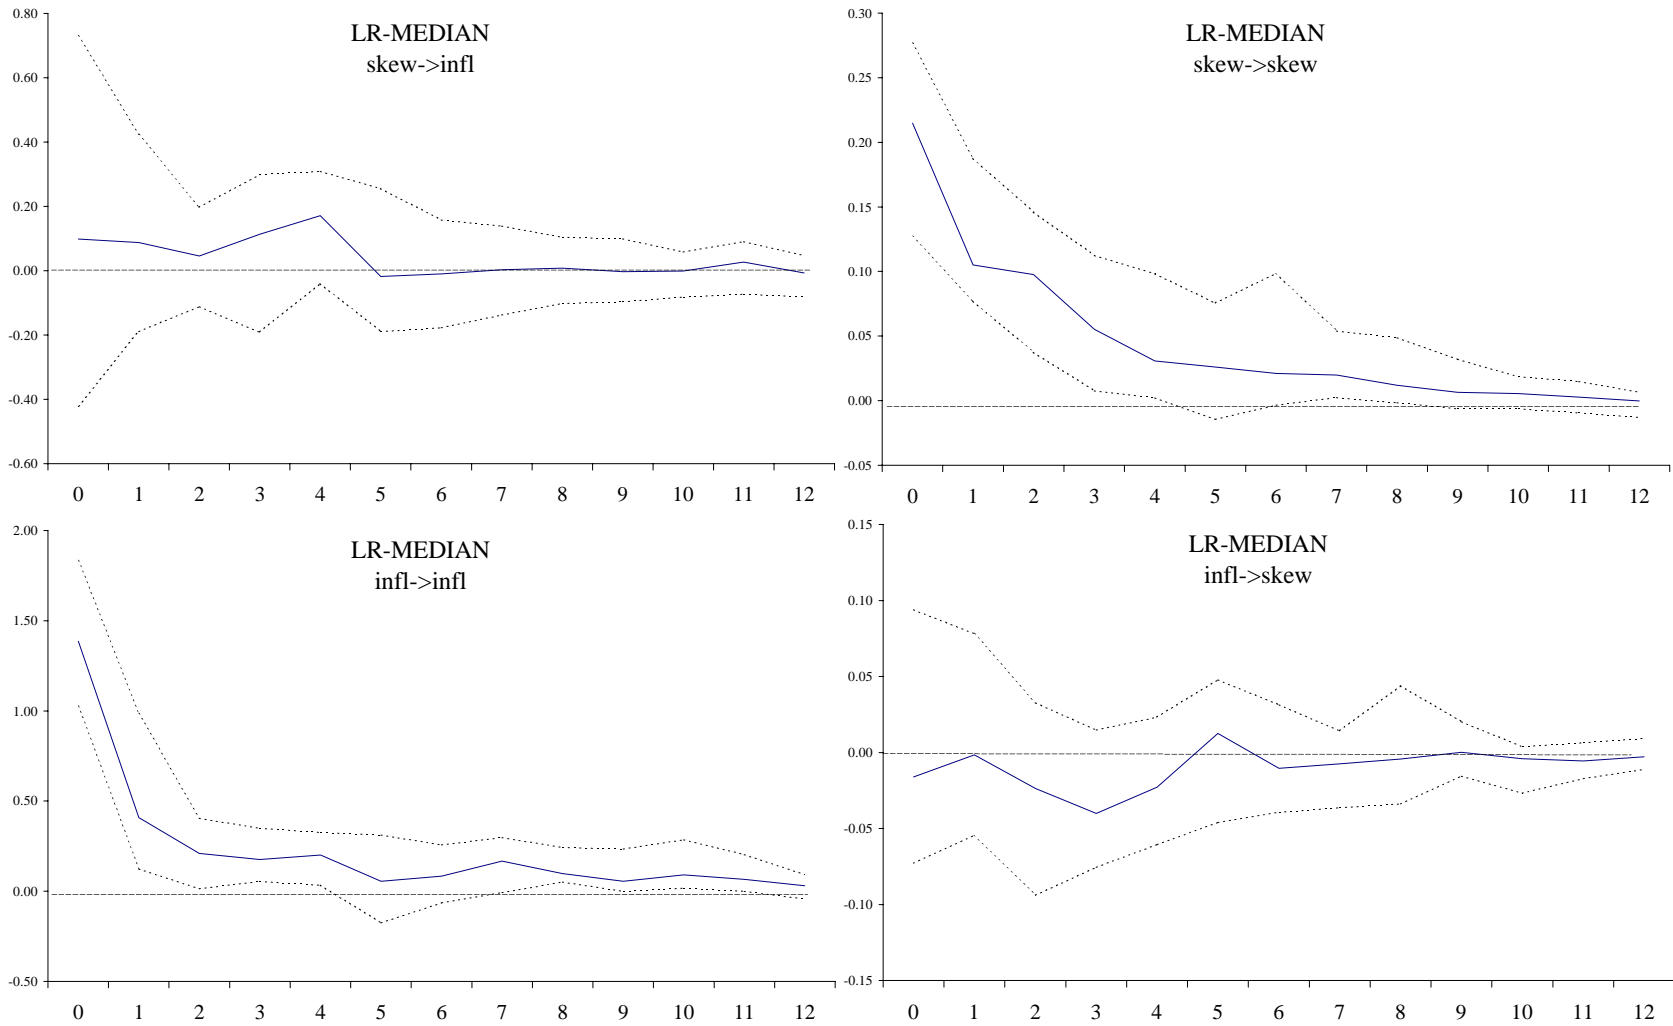 LR-MEDIAN
skew->infl
0.80
0.60
0.40
0.20
0.00
-0.20
-0.40
-0.60
0 1 2 3 4 5 6 7 8 9 10 11 12
LR-MEDIAN
skew->skew
0.30
0.25
0.20
0.15
0.10
0.05
0.00
-0.05
0 1 2 3 4 5 6 7 8 9 10 11 12
LR-MEDIAN
infl->infl
2.00
1.50
1.00
0.50
0.00
-0.50
0 1 2 3 4 5 6 7 8 9 10 11 12
LR-MEDIAN
infl->skew
0.15
0.10
0.05
0.00
-0.05
-0.10
-0.15
0 1 2 3 4 5 6 7 8 9 10 11 12